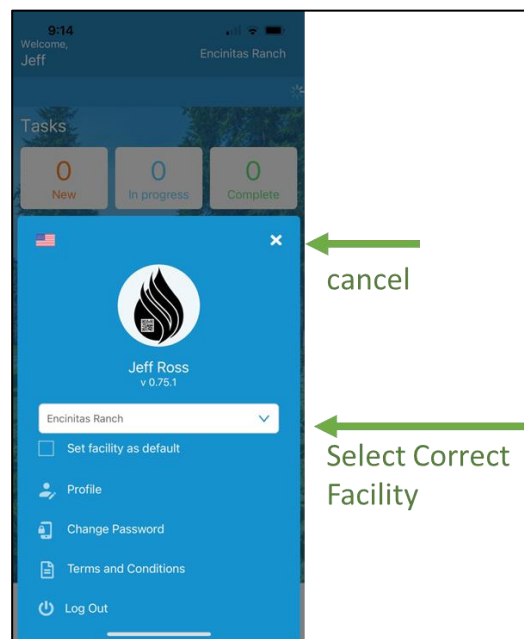 9:14
Welcome,
Jeff
Encinitas Ranch
Tasks
0
New
0
In progress
0
Complete
cancel
Jeff Ross
v 0.75.1
Encinitas Ranch
Set facility as default
Select Correct
Facility
Profile
Change Password
Terms and Conditions
Log Out